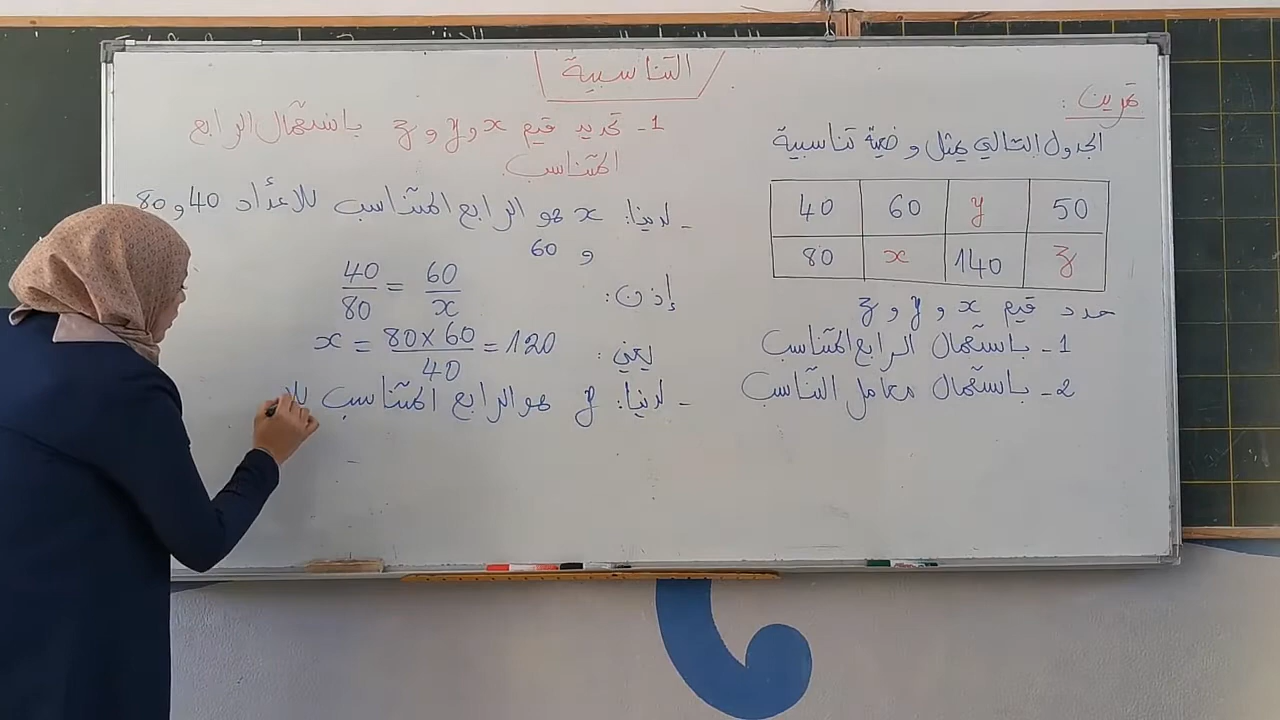 التناسبية
تمرين:
الجدول التالي يمثل وضعية تناسبية
40 60 y 50
80 x 140 z
حدد قيم x و y و z
1- باستعمال الرابع المتناسب
2- باستعمال معامل التناسب
1- تحديد قيم x و y و z باستعمال الرابع
المتناسب.
- لدينا: x هو الرابع المتناسب للأعداد 40 و 80
و 60
إذن: 40/80 = 60/x
يعني: x = 80×60/40 = 120
- لدينا: y هو الرابع المتناسب للا